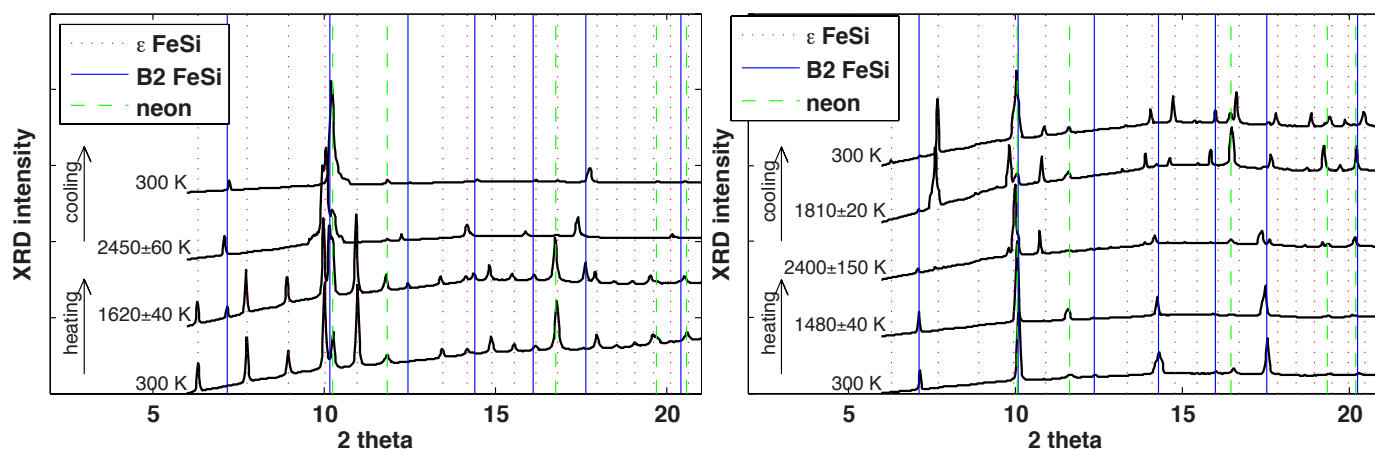 ε FeSi
B2 FeSi
neon
XRD intensity
cooling
heating
300 K
2450±60 K
1620±40 K
300 K
5 10 15 20
2 theta
ε FeSi
B2 FeSi
neon
XRD intensity
cooling
heating
300 K
1810±20 K
2400±150 K
1480±40 K
300 K
5 10 15 20
2 theta